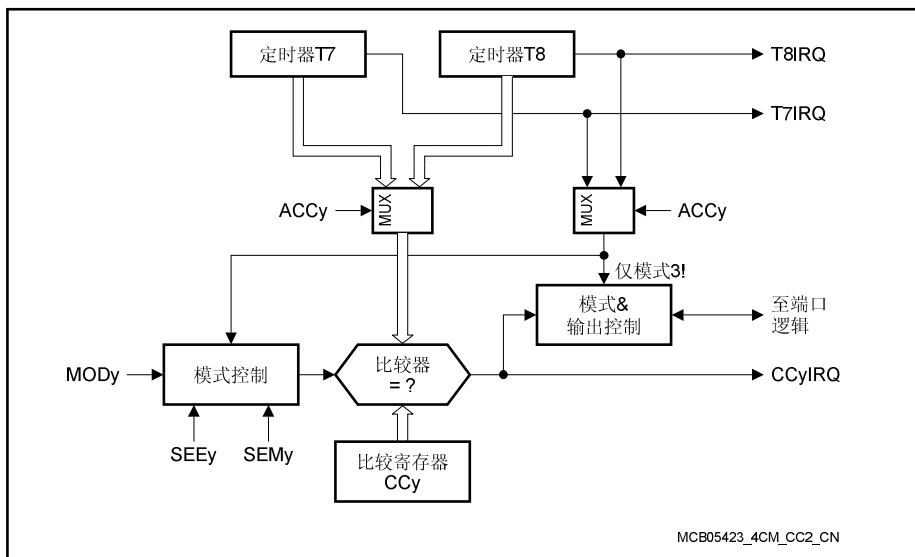 定时器T7
定时器T8
T8IRQ
T7IRQ
ACCy
MUX
MUX
ACCy
仅模式3!
模式&
输出控制
至端口
逻辑
MODy
模式控制
比较器
= ?
CCyIRQ
SEEy
SEMy
比较寄存器
CCy
MCB05423_4CM_CC2_CN